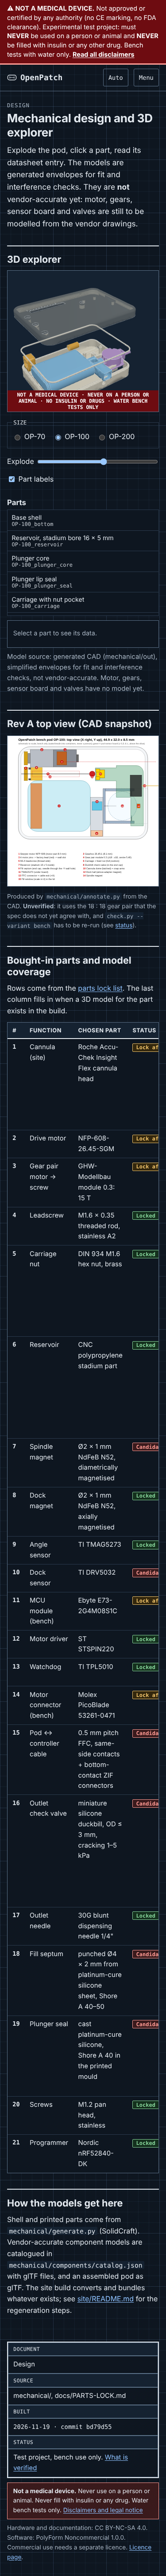 ⚠ NOT A MEDICAL DEVICE. Not approved or
certified by any authority (no CE marking, no FDA
clearance). Experimental test project: must
NEVER be used on a person or animal and NEVER
be filled with insulin or any other drug. Bench
tests with water only. Read all disclaimers
OpenPatch
Auto
Menu
DESIGN
Mechanical design and 3D
explorer
Explode the pod, click a part, read its
datasheet entry. The models are
generated envelopes for fit and
interference checks. They are not
vendor-accurate yet: motor, gears,
sensor board and valves are still to be
modelled from the vendor drawings.
3D explorer
NOT A MEDICAL DEVICE · NEVER ON A PERSON OR
ANIMAL · NO INSULIN OR DRUGS · WATER BENCH
TESTS ONLY
SIZE
OP-70
OP-100
OP-200
Explode
Part labels
Parts
Base shell
OP-100_bottom
Reservoir, stadium bore 16 × 5 mm
OP-100_reservoir
Plunger core
OP-100_plunger_core
Plunger lip seal
OP-100_plunger_seal
Carriage with nut pocket
OP-100_carriage
Select a part to see its data.
Model source: generated CAD (mechanical/out),
simplified envelopes for fit and interference
checks, not vendor-accurate. Motor, gears,
sensor board and valves have no model yet.
Rev A top view (CAD snapshot)
Produced by mechanical/annotate.py from the
CAD. Unverified: it uses the 18 : 18 gear pair that the
spec does not yet agree with, and check.py --
variant bench has to be re-run (see status).
Bought-in parts and model
coverage
Rows come from the parts lock list. The last
column fills in when a 3D model for the part
exists in the build.
# FUNCTION CHOSEN PART STATUS
1 Cannula (site) Roche Accu-Chek Insight Flex cannula head Lock af
2 Drive motor NFP-608-26.45-SGM Lock af
3 Gear pair motor → screw GHW-Modellbau module 0.3: 15 T Lock af
4 Leadscrew M1.6 × 0.35 threaded rod, stainless A2 Locked
5 Carriage nut DIN 934 M1.6 hex nut, brass Locked
6 Reservoir CNC polypropylene stadium part Locked
7 Spindle magnet Ø2 × 1 mm NdFeB N52, diametrically magnetised Candida
8 Dock magnet Ø2 × 1 mm NdFeB N52, axially magnetised Locked
9 Angle sensor TI TMAG5273 Locked
10 Dock sensor TI DRV5032 Candida
11 MCU module (bench) Ebyte E73-2G4M08S1C Lock af
12 Motor driver ST STSPIN220 Locked
13 Watchdog TI TPL5010 Locked
14 Motor connector (bench) Molex PicoBlade 53261-0471 Lock af
15 Pod ↔ controller cable 0.5 mm pitch FFC, same-side contacts + bottom-contact ZIF connectors Candida
16 Outlet check valve miniature silicone duckbill, OD ≤ 3 mm, cracking 1–5 kPa Candida
17 Outlet needle 30G blunt dispensing needle 1/4" Locked
18 Fill septum punched Ø4 × 2 mm from platinum-cure silicone sheet, Shore A 40–50 Candida
19 Plunger seal cast platinum-cure silicone, Shore A 40 in the printed mould Candida
20 Screws M1.2 pan head, stainless Locked
21 Programmer Nordic nRF52840-DK Locked
How the models get here
Shell and printed parts come from
mechanical/generate.py (SolidCraft).
Vendor-accurate component models are
catalogued in
mechanical/components/catalog.json
with glTF files, and an assembled pod as
glTF. The site build converts and bundles
whatever exists; see site/README.md for the
regeneration steps.
DOCUMENT
Design
SOURCE
mechanical/, docs/PARTS-LOCK.md
BUILT
2026-11-19 · commit bd79d55
STATUS
Test project, bench use only. What is
verified
Not a medical device. Never use on a person or
animal. Never fill with insulin or any drug. Water
bench tests only. Disclaimers and legal notice
Hardware and documentation: CC BY-NC-SA 4.0.
Software: PolyForm Noncommercial 1.0.0.
Commercial use needs a separate licence. Licence
page.